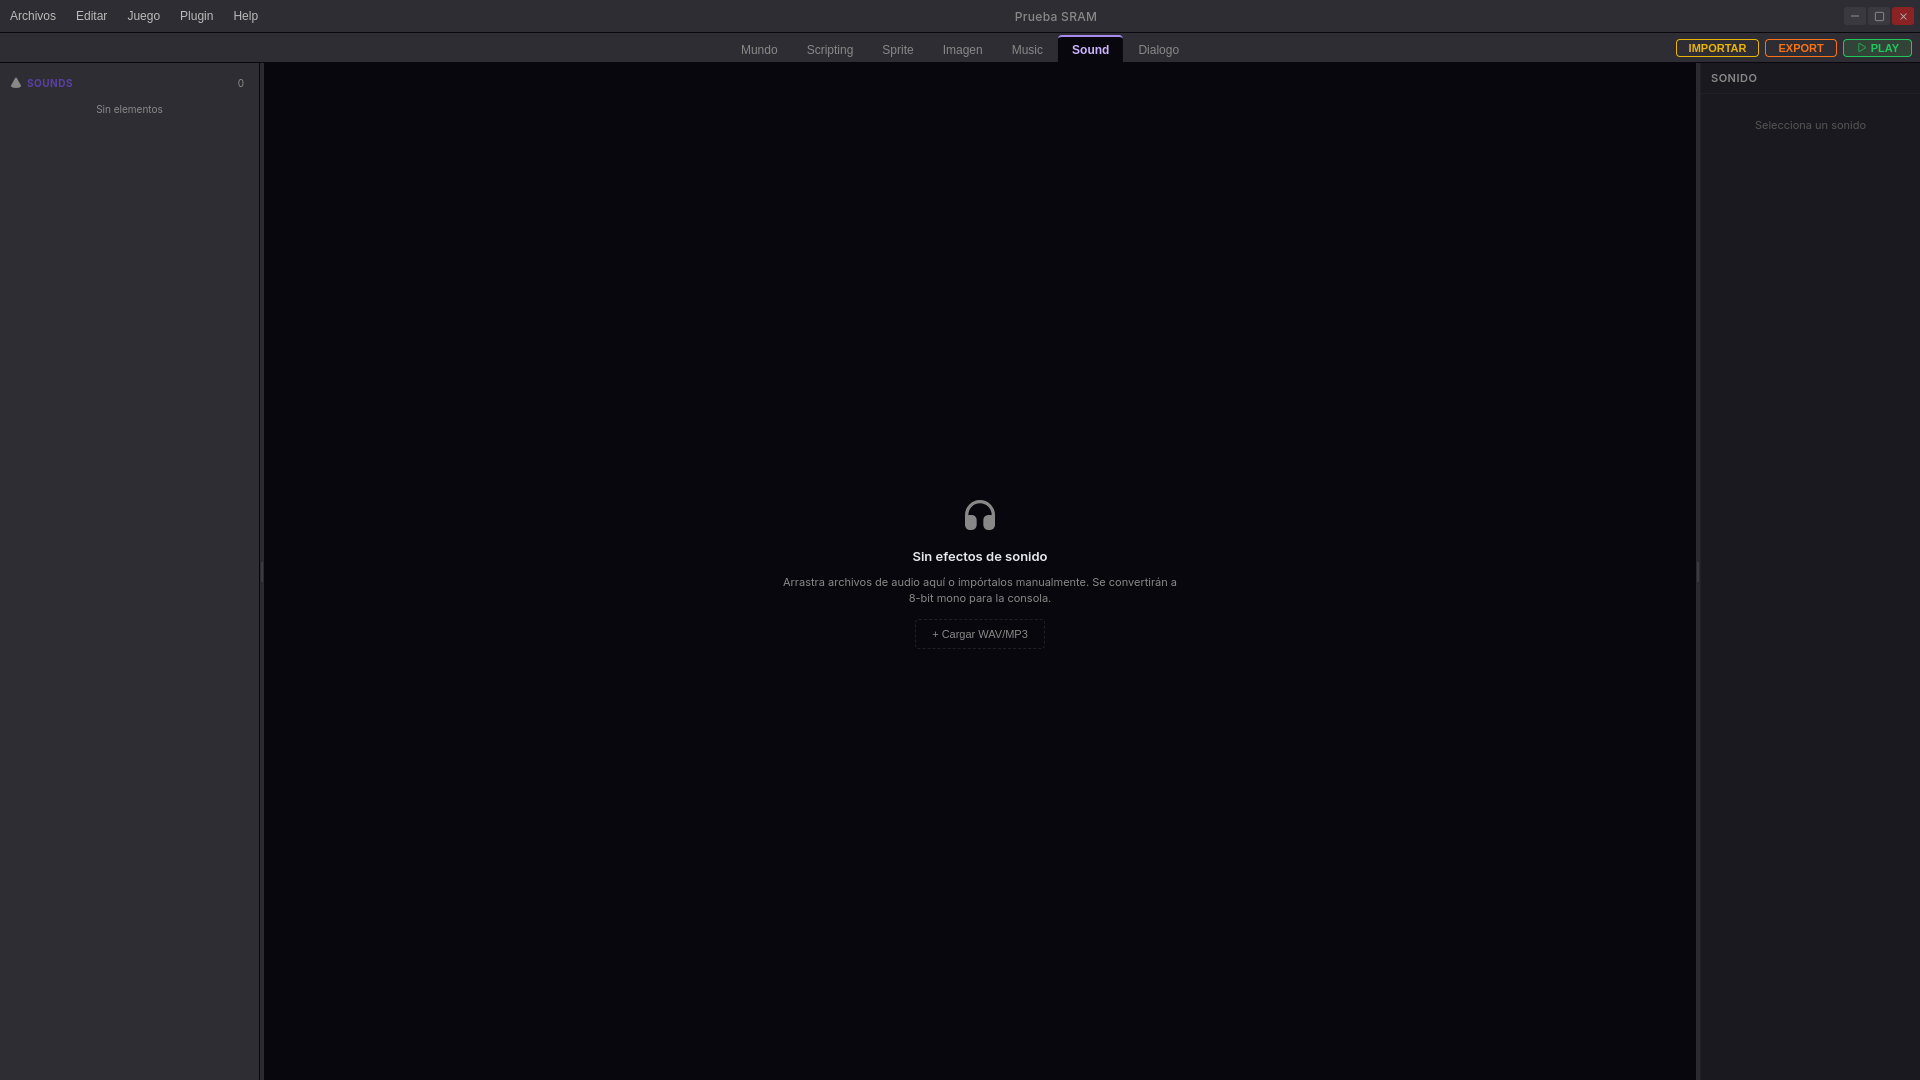 Archivos Editar Juego Plugin Help
Prueba SRAM
Mundo Scripting Sprite Imagen Music Sound Dialogo
IMPORTAR EXPORT PLAY
SOUNDS 0
Sin elementos
Sin efectos de sonido
Arrastra archivos de audio aquí o impórtalos manualmente. Se convertirán a
8-bit mono para la consola.
+ Cargar WAV/MP3
SONIDO
Selecciona un sonido